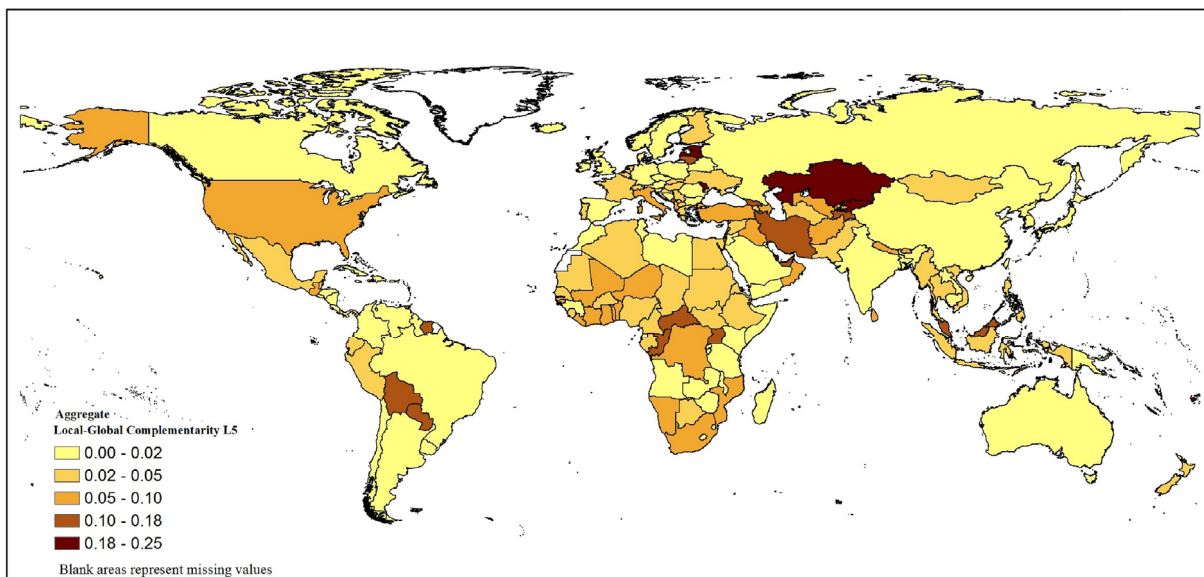 Aggregate
Local-Global Complementarity L5
0.00 - 0.02
0.02 - 0.05
0.05 - 0.10
0.10 - 0.18
0.18 - 0.25
Blank areas represent missing values